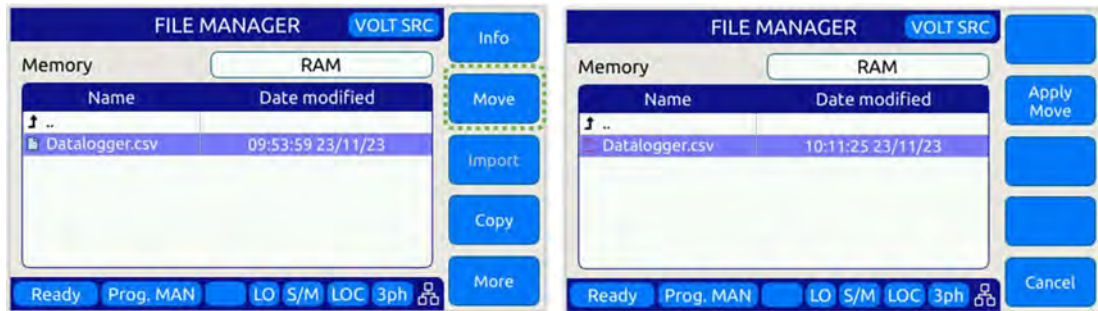 FILE MANAGER VOLT SRC
Memory RAM
Name Date modified
..
Datalogger.csv 09:53:59 23/11/23
Ready Prog. MAN LO S/M LOC 3ph
Info
Move
Import
Copy
More
FILE MANAGER VOLT SRC
Memory RAM
Name Date modified
..
Datalogger.csv 10:11:25 23/11/23
Ready Prog. MAN LO S/M LOC 3ph
Apply
Move
Cancel